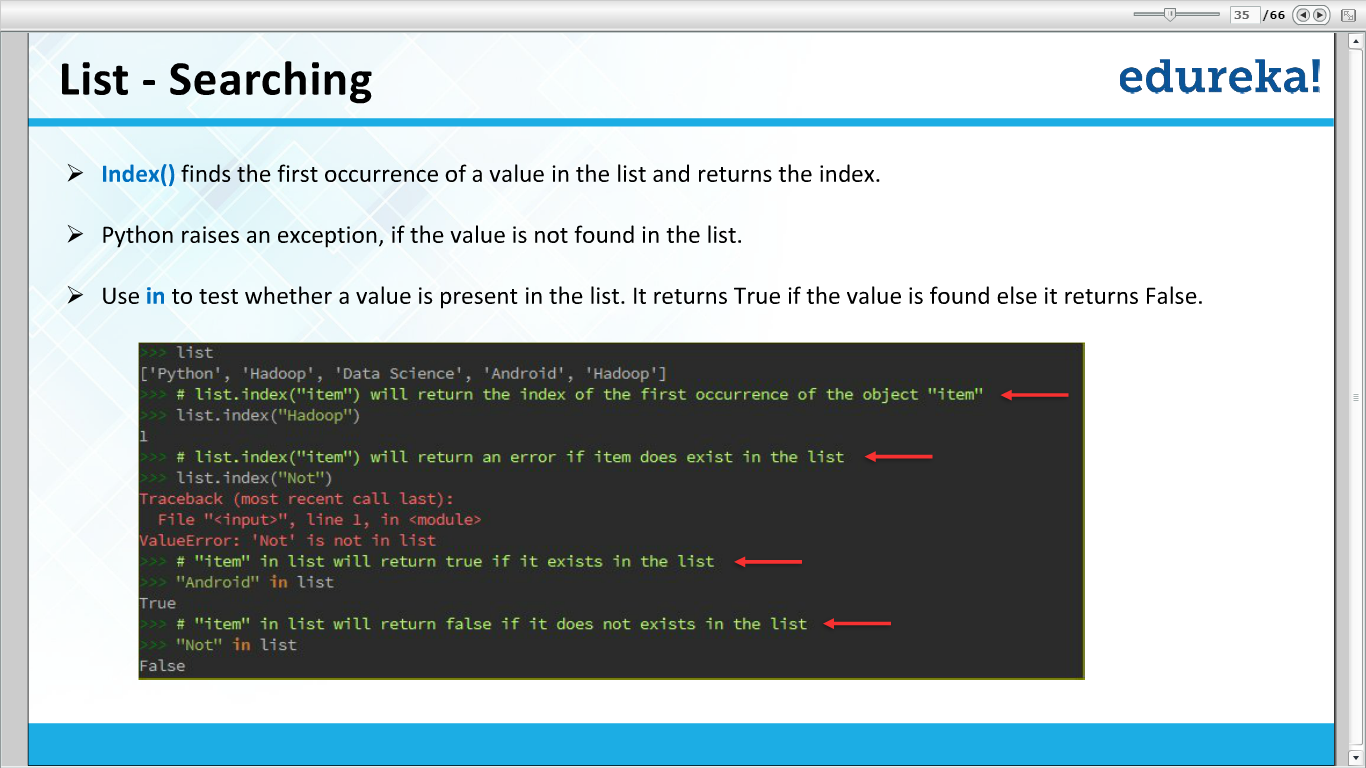 35 /66
List - Searching
edureka!
Index() finds the first occurrence of a value in the list and returns the index.
Python raises an exception, if the value is not found in the list.
Use in to test whether a value is present in the list. It returns True if the value is found else it returns False.
>>> list
['Python', 'Hadoop', 'Data Science', 'Android', 'Hadoop']
>>> # list.index("item") will return the index of the first occurrence of the object "item"
>>> list.index("Hadoop")
1
>>> # list.index("item") will return an error if item does exist in the list
>>> list.index("Not")
Traceback (most recent call last):
  File "<input>", line 1, in <module>
ValueError: 'Not' is not in list
>>> # "item" in list will return true if it exists in the list
>>> "Android" in list
True
>>> # "item" in list will return false if it does not exists in the list
>>> "Not" in list
False